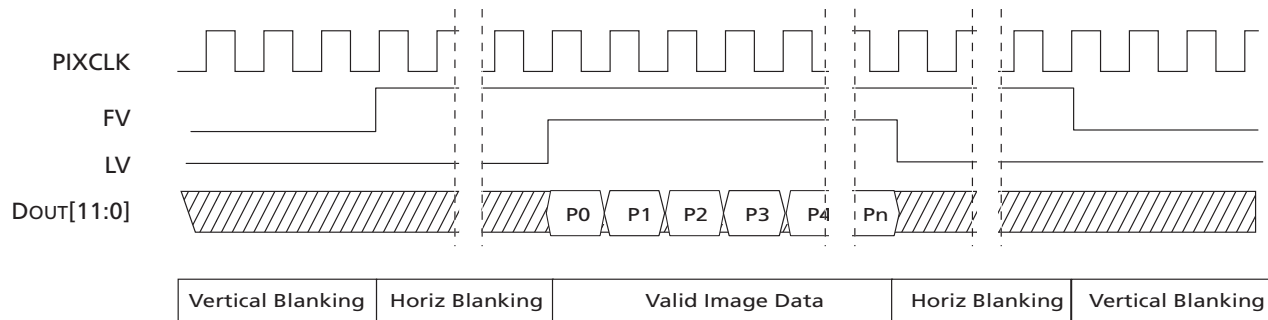 PIXCLK
FV
LV
DOUT[11:0]
P0 P1 P2 P3 P4 Pn
Vertical Blanking Horiz Blanking Valid Image Data Horiz Blanking Vertical Blanking